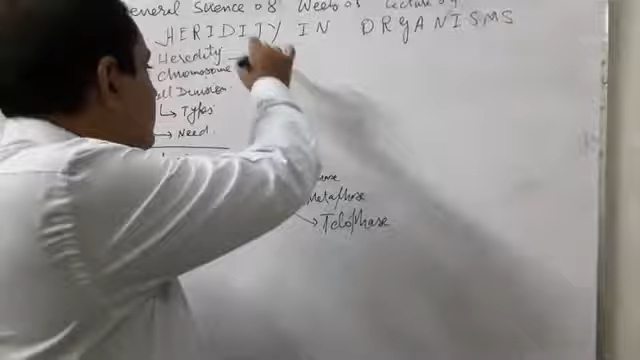 General Science 08 Week 05 Lecture
HERIDITY IN ORGANISMS
Heredity
Chromosome
Cell Division
↳ Types
→ Need
Metaphase
→ Telophase